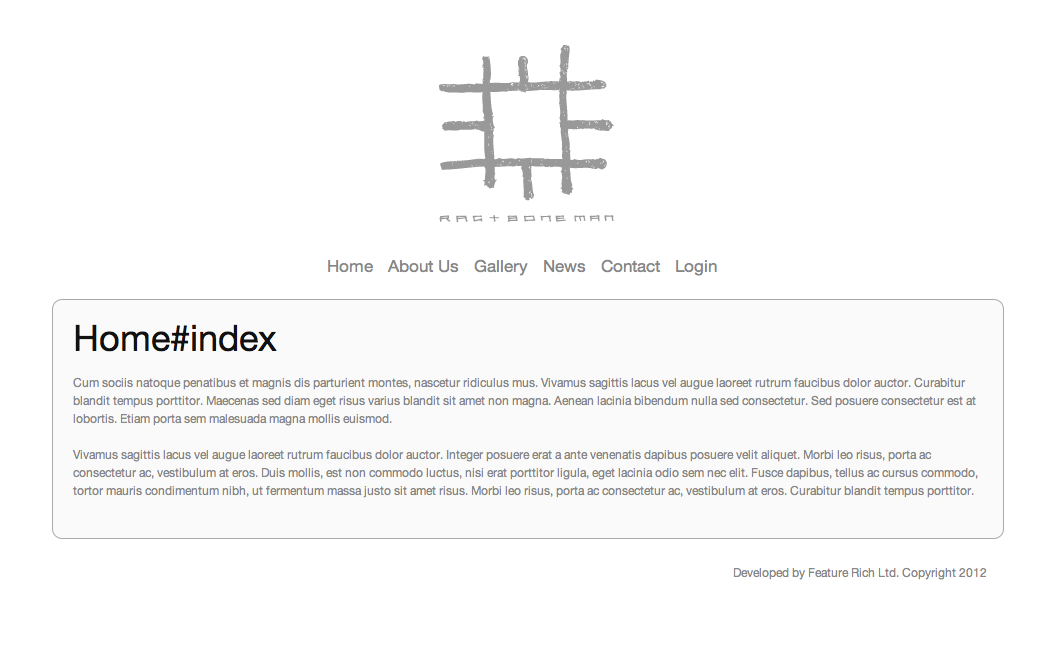 RAG + BONE MAN
Home About Us Gallery News Contact Login
Home#index
Cum sociis natoque penatibus et magnis dis parturient montes, nascetur ridiculus mus. Vivamus sagittis lacus vel augue laoreet rutrum faucibus dolor auctor. Curabitur
blandit tempus porttitor. Maecenas sed diam eget risus varius blandit sit amet non magna. Aenean lacinia bibendum nulla sed consectetur. Sed posuere consectetur est at
lobortis. Etiam porta sem malesuada magna mollis euismod.
Vivamus sagittis lacus vel augue laoreet rutrum faucibus dolor auctor. Integer posuere erat a ante venenatis dapibus posuere velit aliquet. Morbi leo risus, porta ac
consectetur ac, vestibulum at eros. Duis mollis, est non commodo luctus, nisi erat porttitor ligula, eget lacinia odio sem nec elit. Fusce dapibus, tellus ac cursus commodo,
tortor mauris condimentum nibh, ut fermentum massa justo sit amet risus. Morbi leo risus, porta ac consectetur ac, vestibulum at eros. Curabitur blandit tempus porttitor.
Developed by Feature Rich Ltd. Copyright 2012